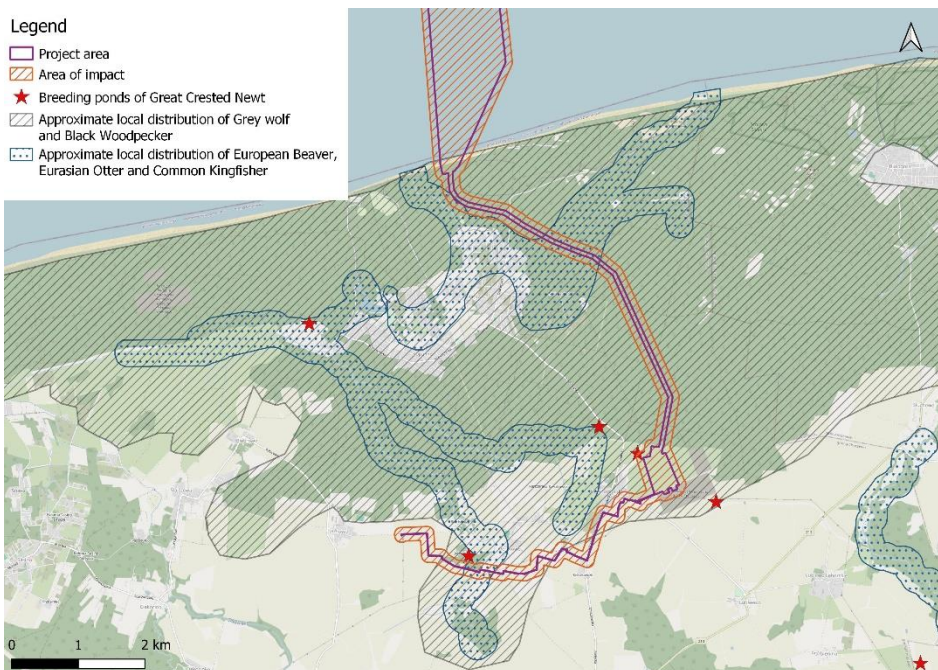 Legend
Project area
Area of impact
Breeding ponds of Great Crested Newt
Approximate local distribution of Grey wolf
and Black Woodpecker
Approximate local distribution of European Beaver,
Eurasian Otter and Common Kingfisher
0 1 2 km